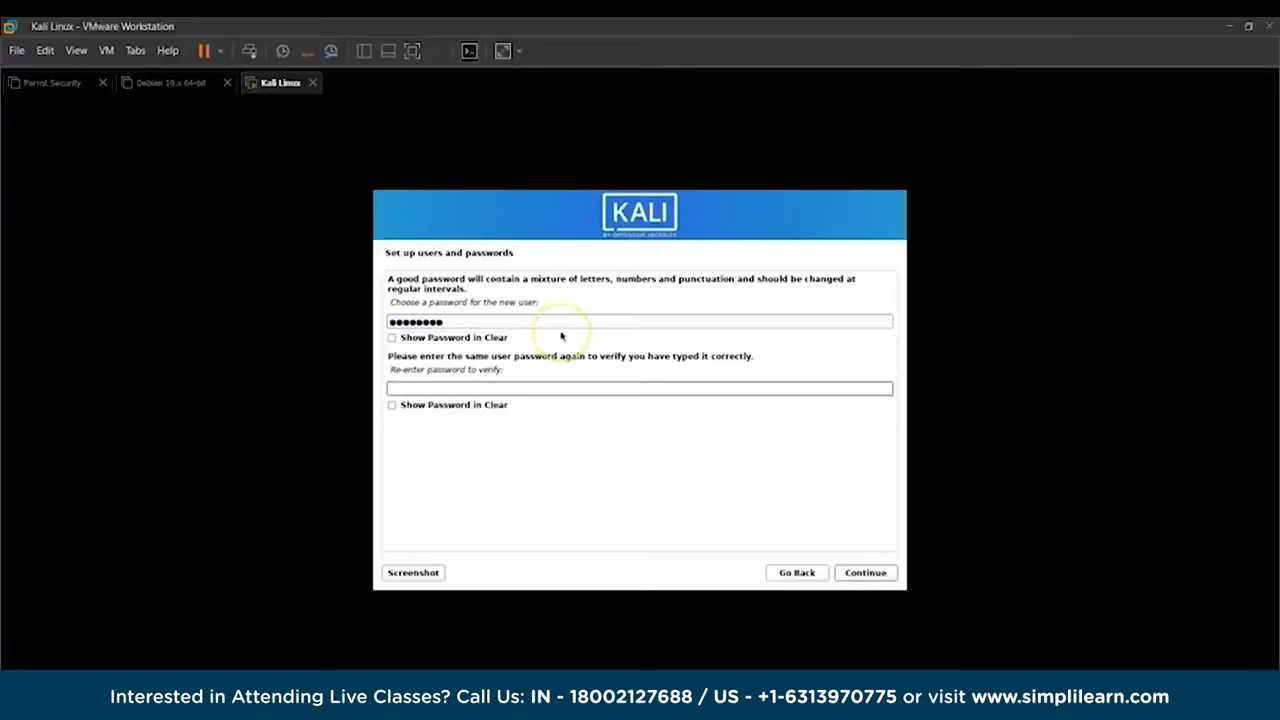 Kali Linux - VMware Workstation
File Edit View VM Tabs Help
Parrot Security Debian 10.x 64-bit Kali Linux
KALI
BY OFFENSIVE SECURITY
Set up users and passwords
A good password will contain a mixture of letters, numbers and punctuation and should be changed at
regular intervals.
Choose a password for the new user:
●●●●●●●●
Show Password in Clear
Please enter the same user password again to verify you have typed it correctly.
Re-enter password to verify:
Show Password in Clear
Screenshot Go Back Continue
Interested in Attending Live Classes? Call Us: IN - 18002127688 / US - +1-6313970775 or visit www.simplilearn.com